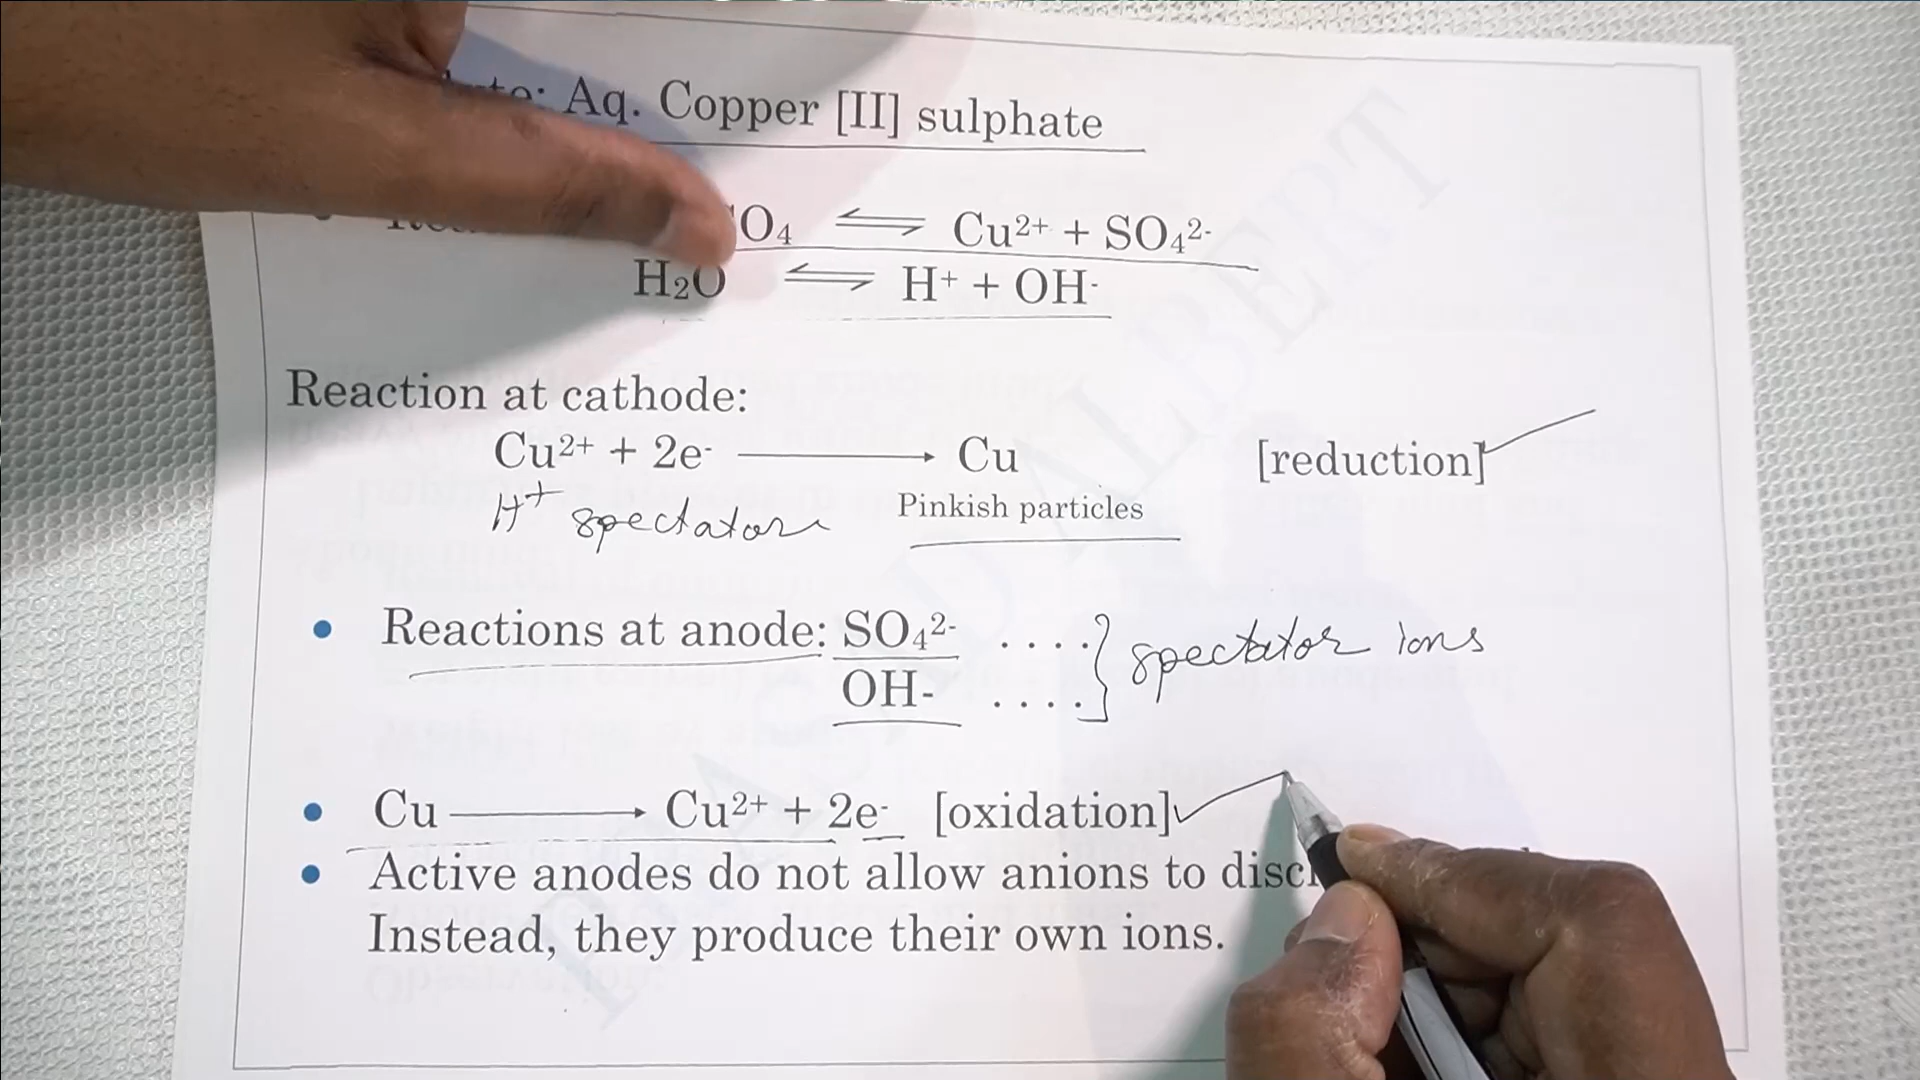 Aq. Copper [II] sulphate
O₄ ⇌ Cu²⁺ + SO₄²⁻
H₂O ⇌ H⁺ + OH⁻
Reaction at cathode:
Cu²⁺ + 2e⁻ ⟶ Cu [reduction]
H⁺ spectator Pinkish particles
Reactions at anode: SO₄²⁻ .... } spectator ions
OH- ....
Cu ⟶ Cu²⁺ + 2e⁻ [oxidation]
Active anodes do not allow anions to
Instead, they produce their own ions.